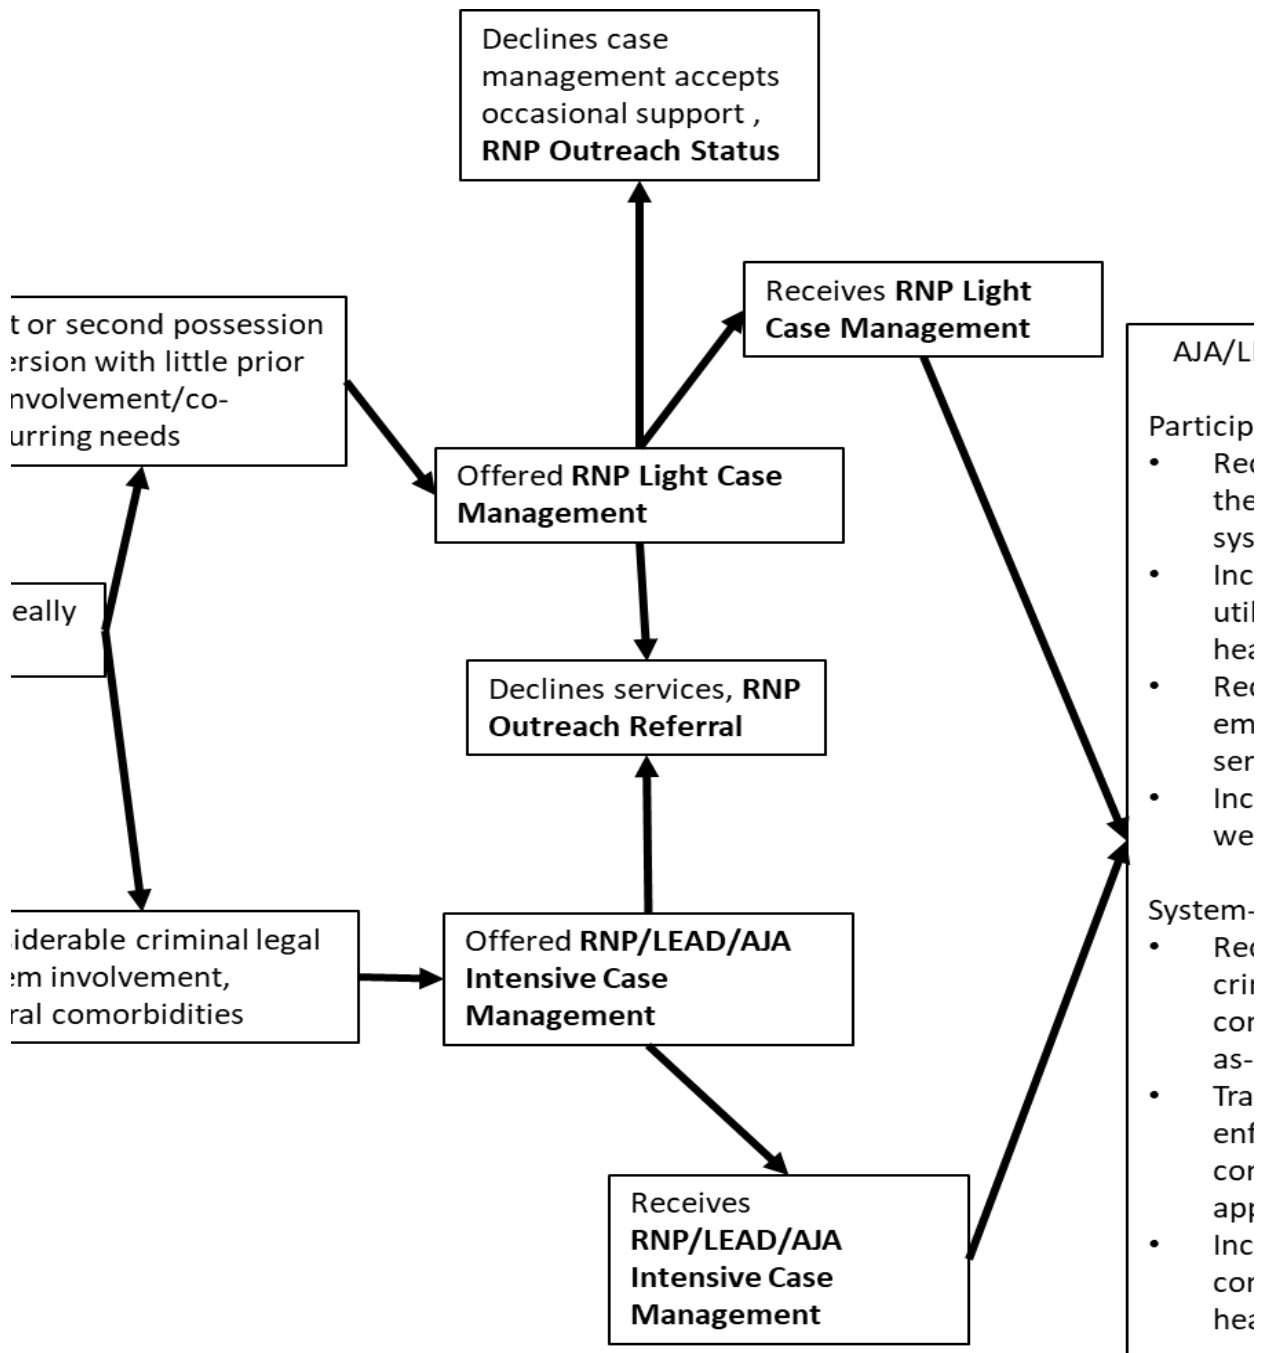 Declines case
management accepts
occasional support ,
RNP Outreach Status
Receives RNP Light
Case Management
t or second possession
ersion with little prior
nvolvement/co-
urring needs
Offered RNP Light Case
Management
eally
Declines services, RNP
Outreach Referral
siderable criminal legal
em involvement,
ral comorbidities
Offered RNP/LEAD/AJA
Intensive Case
Management
Receives
RNP/LEAD/AJA
Intensive Case
Management
AJA/L
Particip
• Rec
the
sys
• Inc
util
hea
• Rec
em
ser
• Inc
we
System-
• Rec
crir
cor
as-
• Tra
enf
cor
app
• Inc
cor
hea